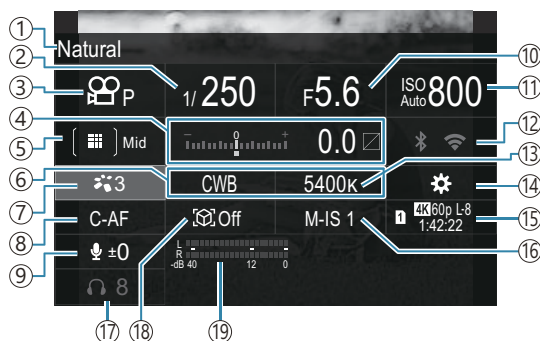 ① Natural
② ③ P 1/250 F5.6 ISO Auto 800 ⑩ ⑪
④ ⑤ Mid - 0 + 0.0 ⑫
⑥ ⑦ 3 CWB 5400K ⑬ ⑭
⑧ C-AF Off M-IS 1 1 4K 60p L-8 ⑮
1:42:22
⑨ ±0 L ⑯
R
-dB 40 12 0
8
⑰ ⑱ ⑲